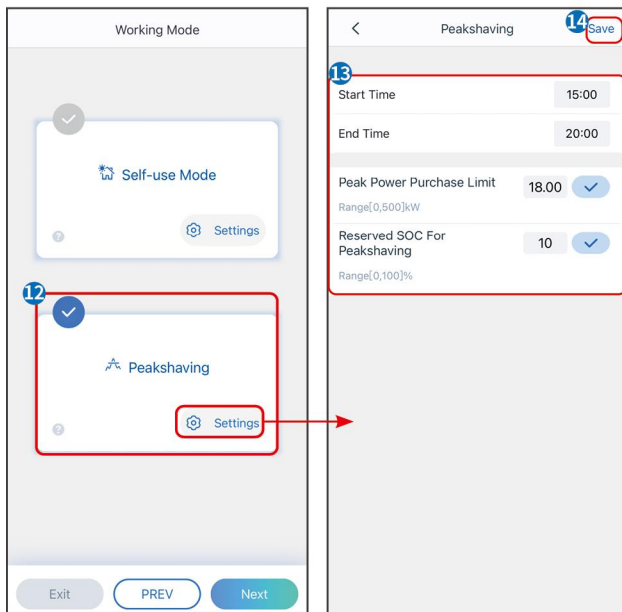 Working Mode
Self-use Mode
?
Settings
12
Peakshaving
?
Settings
Exit
PREV
Next
Peakshaving
14
Save
13
Start Time
15:00
End Time
20:00
Peak Power Purchase Limit
18.00
Range[0,500]kW
Reserved SOC For
Peakshaving
10
Range[0,100]%